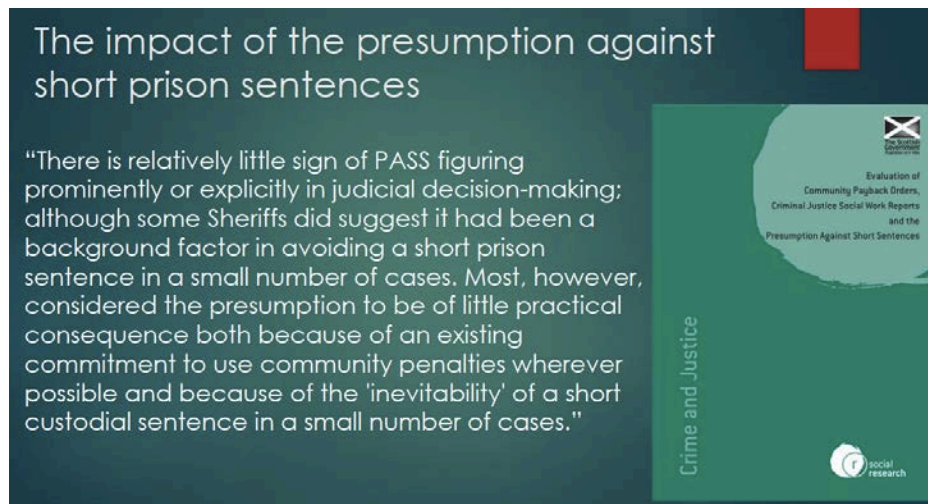 The impact of the presumption against
short prison sentences
“There is relatively little sign of PASS figuring
prominently or explicitly in judicial decision-making;
although some Sheriffs did suggest it had been a
background factor in avoiding a short prison
sentence in a small number of cases. Most, however,
considered the presumption to be of little practical
consequence both because of an existing
commitment to use community penalties wherever
possible and because of the 'inevitability' of a short
custodial sentence in a small number of cases.”
The Scottish
Government
Evaluation of
Community Payback Orders,
Criminal Justice Social Work Reports
and the
Presumption Against Short Sentences
Crime and Justice
r
social
research